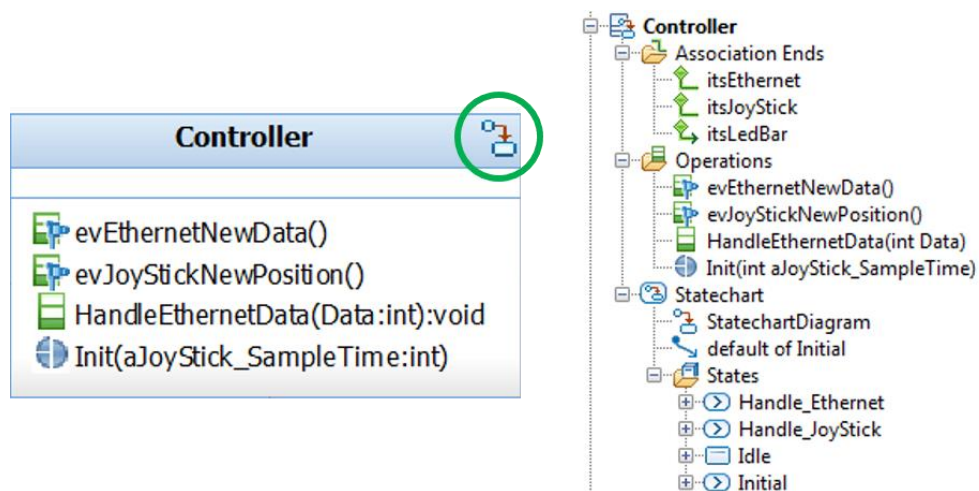 Controller
evEthernetNewData()
evJoyStickNewPosition()
HandleEthernetData(Data:int):void
Init(aJoyStick_SampleTime:int)
Controller
Association Ends
itsEthernet
itsJoyStick
itsLedBar
Operations
evEthernetNewData()
evJoyStickNewPosition()
HandleEthernetData(int Data)
Init(int aJoyStick_SampleTime)
Statechart
StatechartDiagram
default of Initial
States
Handle_Ethernet
Handle_JoyStick
Idle
Initial